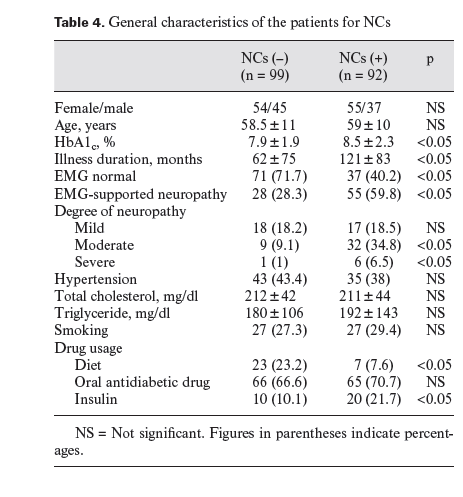 Table 4. General characteristics of the patients for NCs
NCs (–) NCs (+) p
(n = 99) (n = 92)
Female/male 54/45 55/37 NS
Age, years 58.5±11 59±10 NS
HbA1c, % 7.9±1.9 8.5±2.3 <0.05
Illness duration, months 62±75 121±83 <0.05
EMG normal 71 (71.7) 37 (40.2) <0.05
EMG-supported neuropathy 28 (28.3) 55 (59.8) <0.05
Degree of neuropathy
Mild 18 (18.2) 17 (18.5) NS
Moderate 9 (9.1) 32 (34.8) <0.05
Severe 1 (1) 6 (6.5) <0.05
Hypertension 43 (43.4) 35 (38) NS
Total cholesterol, mg/dl 212±42 211±44 NS
Triglyceride, mg/dl 180±106 192±143 NS
Smoking 27 (27.3) 27 (29.4) NS
Drug usage
Diet 23 (23.2) 7 (7.6) <0.05
Oral antidiabetic drug 66 (66.6) 65 (70.7) NS
Insulin 10 (10.1) 20 (21.7) <0.05
NS = Not significant. Figures in parentheses indicate percent-
ages.